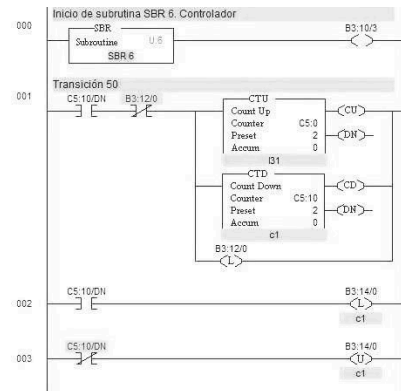 Inicio de subrutina SBR 6. Controlador
000
SBR
Subroutine U:6
SBR 6
B3:10/3
Transición 50
001
C5:10/DN B3:12/0
CTU
Count Up
Counter C5:0
Preset 2
Accum 0
l31
CU
DN
CTD
Count Down
Counter C5:10
Preset 2
Accum 0
c1
CD
DN
B3:12/0
L
002
C5:10/DN B3:14/0
L
c1
003
C5:10/DN B3:14/0
U
c1